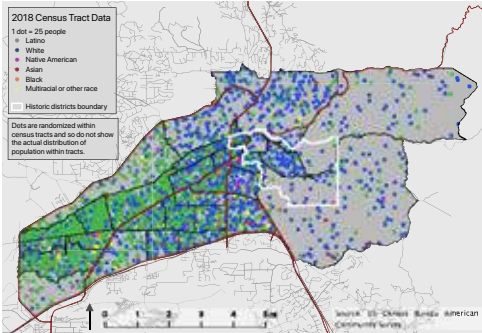 2018 Census Tract Data
1 dot = 25 people
Latino
White
Native American
Asian
Black
Multiracial or other race
Historic districts boundary
Dots are randomized within
census tracts and so do not show
the actual distribution of
population within tracts.
0 1 2 3 4 5
Source: US Census Bureau American
Community Survey